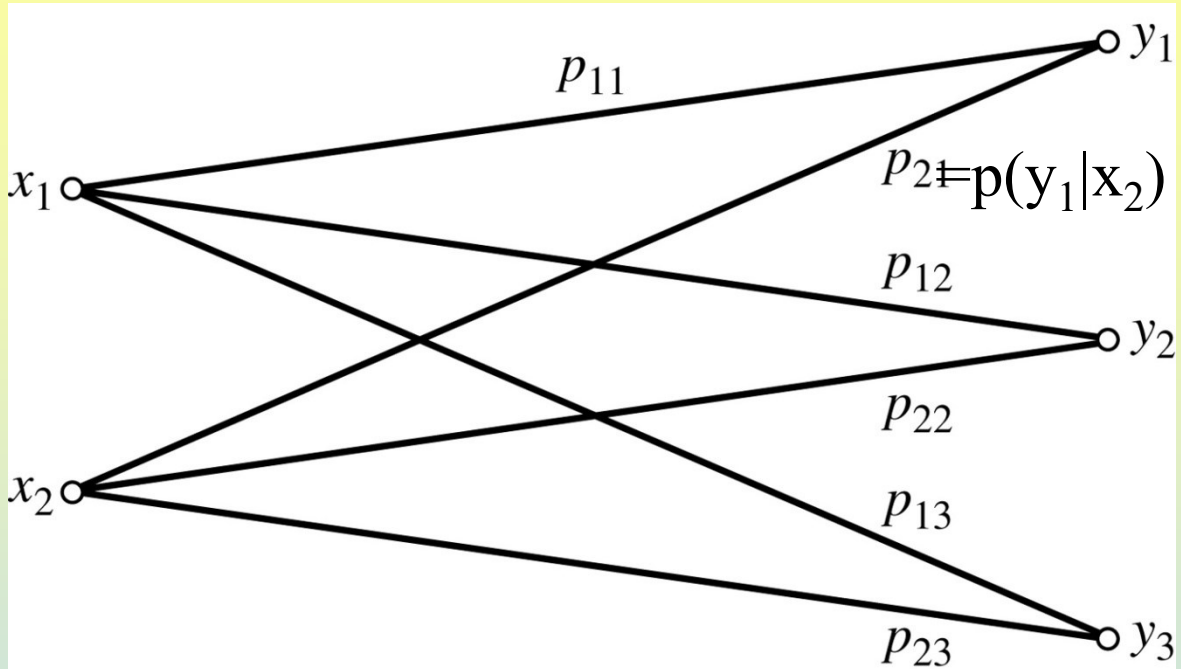 y₁
p₁₁
x₁
p₂₁=p(y₁|x₂)
p₁₂
y₂
p₂₂
x₂
p₁₃
p₂₃
y₃